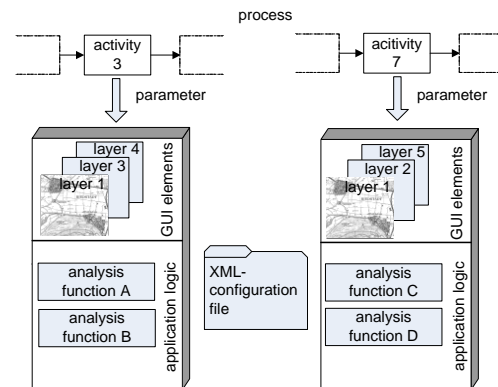 process
activity
3
acitivity
7
parameter
parameter
layer 4
layer 3
layer 1
GUI elements
layer 5
layer 2
layer 1
GUI elements
analysis
function A
analysis
function B
application logic
XML-
configuration
file
analysis
function C
analysis
function D
application logic